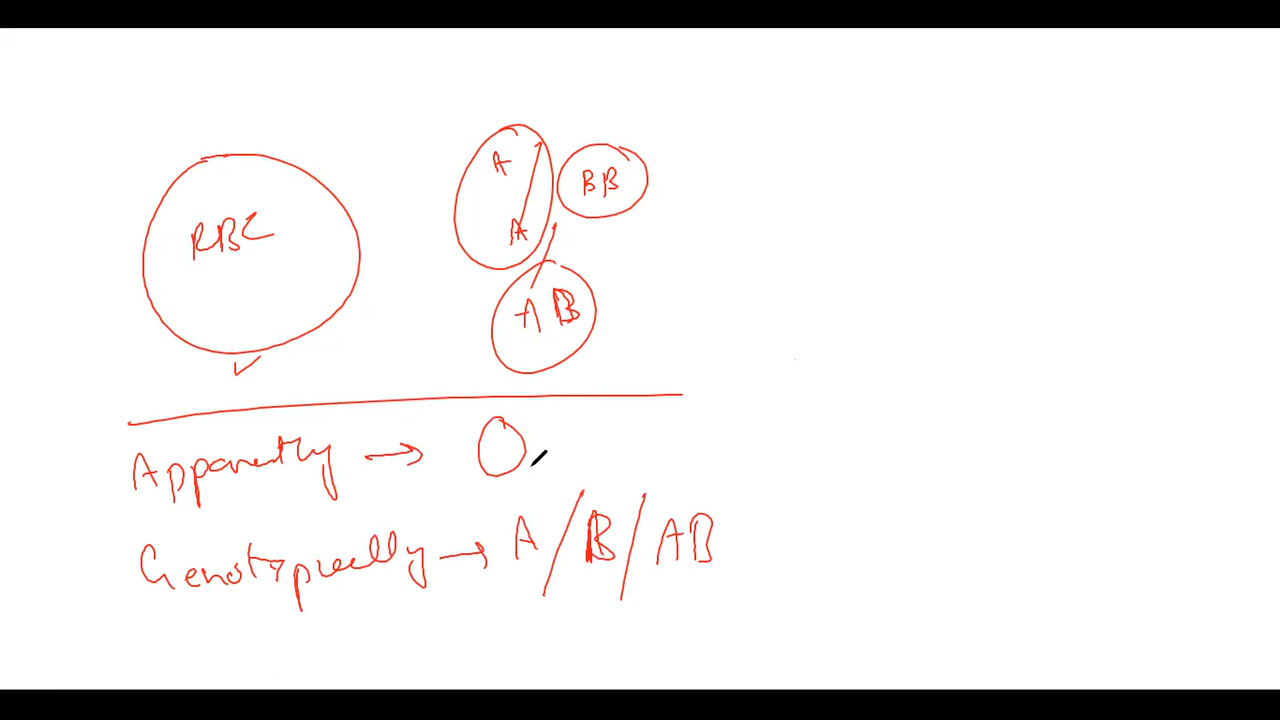 RBC
A
A
BB
AB
Apparently → O
Genotypically → A/B/AB